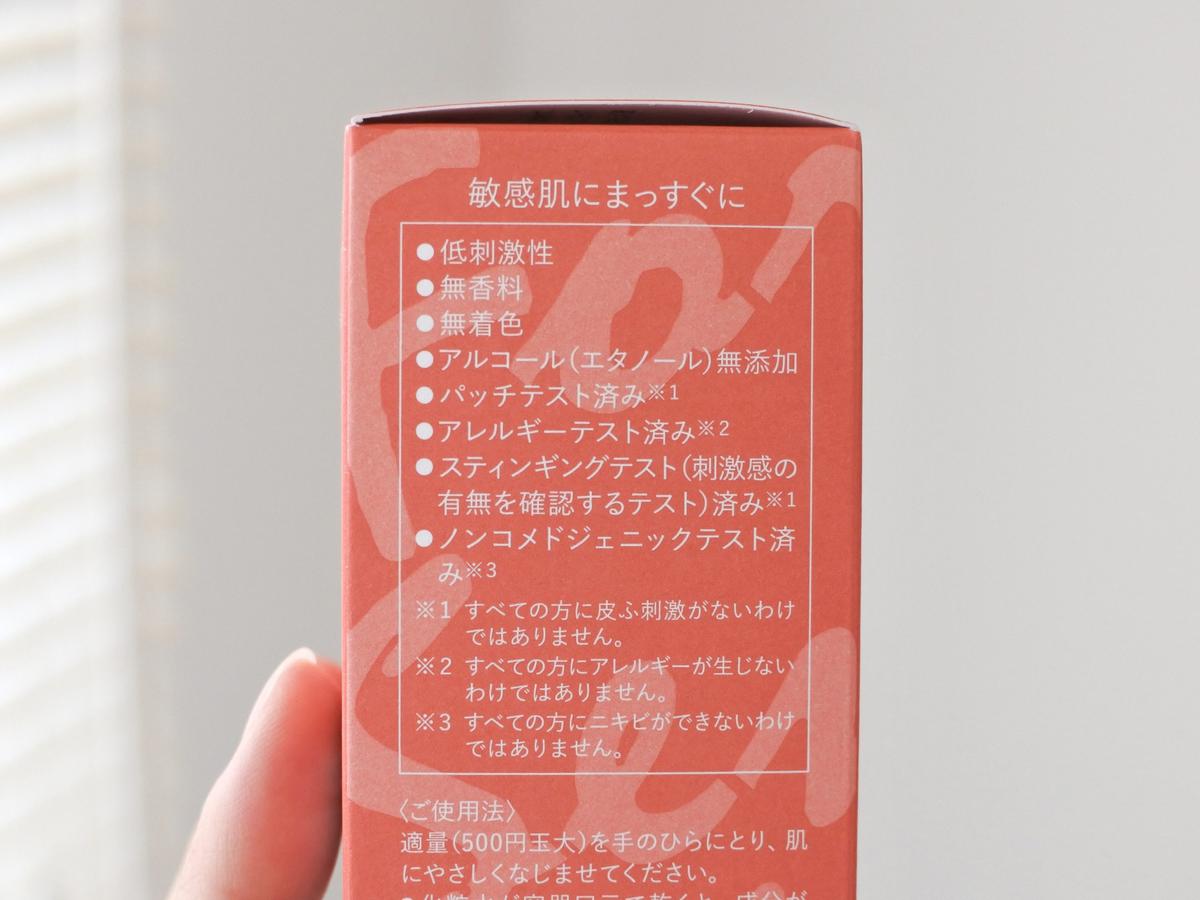 敏感肌にまっすぐに
●低刺激性
●無香料
●無着色
●アルコール(エタノール)無添加
●パッチテスト済み※1
●アレルギーテスト済み※2
●スティンギングテスト(刺激感の
有無を確認するテスト)済み※1
●ノンコメドジェニックテスト済
み※3
※1 すべての方に皮ふ刺激がないわけ
ではありません。
※2 すべての方にアレルギーが生じない
わけではありません。
※3 すべての方にニキビができないわけ
ではありません。
〈ご使用法〉
適量(500円玉大)を手のひらにとり、肌
にやさしくなじませてください。